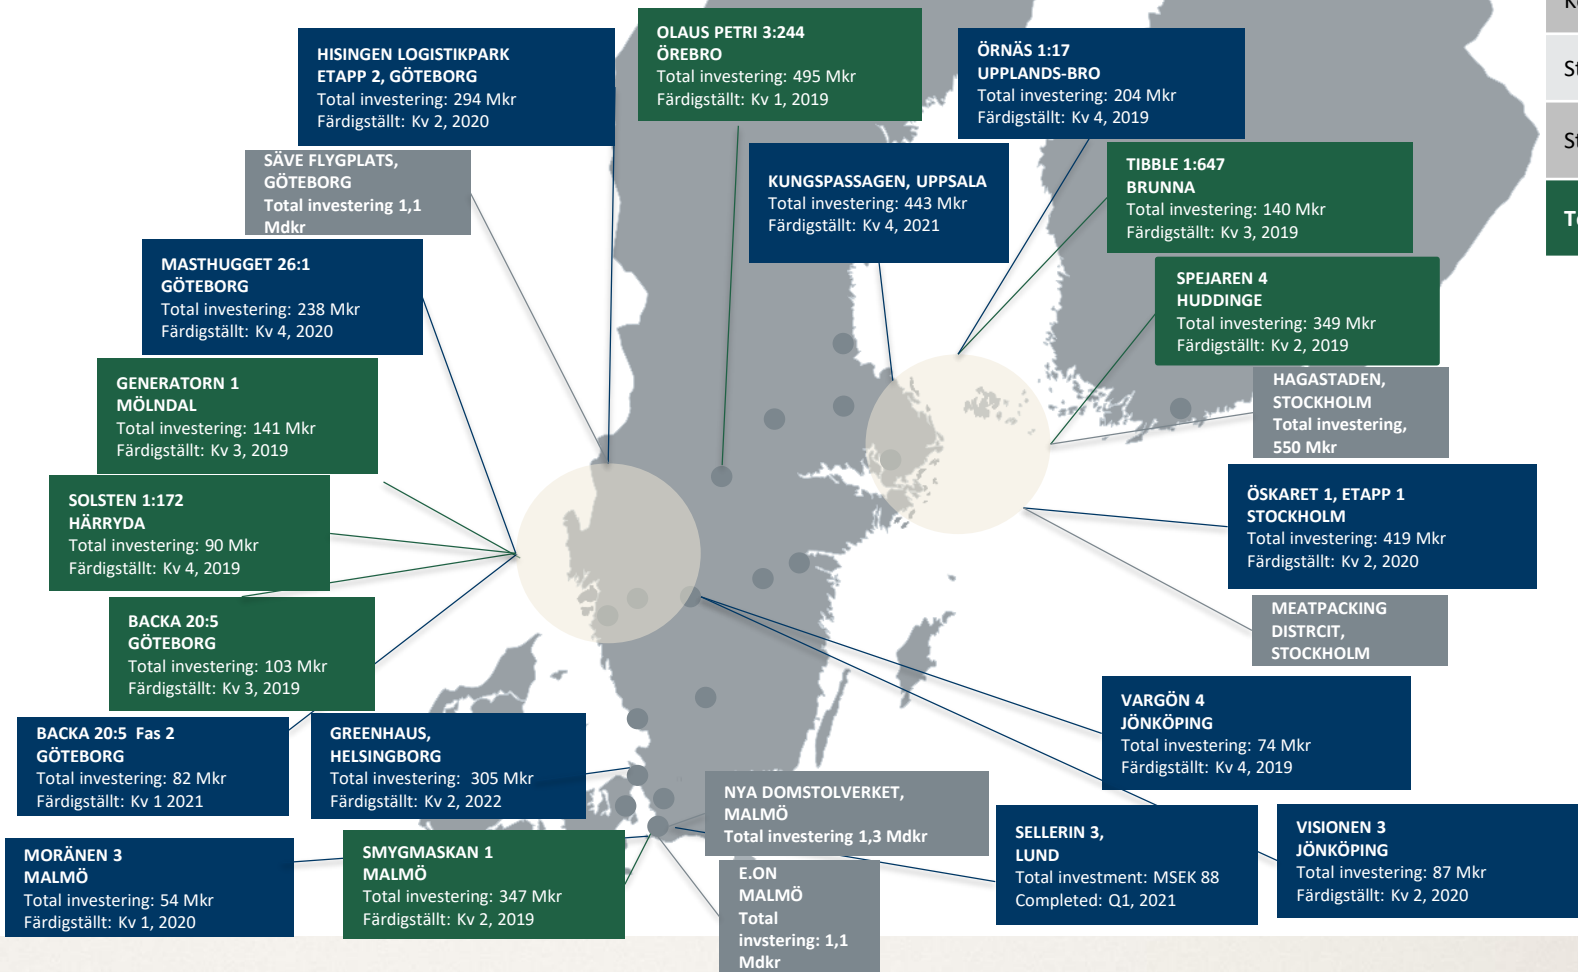 HISINGEN LOGISTIKPARK
ETAPP 2, GÖTEBORG
Total investering: 294 Mkr
Färdigställt: Kv 2, 2020
OLAUS PETRI 3:244
ÖREBRO
Total investering: 495 Mkr
Färdigställt: Kv 1, 2019
ÖRNÄS 1:17
UPPLANDS-BRO
Total investering: 204 Mkr
Färdigställt: Kv 4, 2019
SÄVE FLYGPLATS,
GÖTEBORG
Total investering 1,1
Mdkr
KUNGSPASSAGEN, UPPSALA
Total investering: 443 Mkr
Färdigställt: Kv 4, 2021
TIBBLE 1:647
BRUNNA
Total investering: 140 Mkr
Färdigställt: Kv 3, 2019
MASTHUGGET 26:1
GÖTEBORG
Total investering: 238 Mkr
Färdigställt: Kv 4, 2020
SPEJAREN 4
HUDDINGE
Total investering: 349 Mkr
Färdigställt: Kv 2, 2019
GENERATORN 1
MÖLNDAL
Total investering: 141 Mkr
Färdigställt: Kv 3, 2019
HAGASTADEN,
STOCKHOLM
Total investering,
550 Mkr
SOLSTEN 1:172
HÄRRYDA
Total investering: 90 Mkr
Färdigställt: Kv 4, 2019
ÖSKARET 1, ETAPP 1
STOCKHOLM
Total investering: 419 Mkr
Färdigställt: Kv 2, 2020
BACKA 20:5
GÖTEBORG
Total investering: 103 Mkr
Färdigställt: Kv 3, 2019
MEATPACKING
DISTRCIT,
STOCKHOLM
VARGÖN 4
JÖNKÖPING
Total investering: 74 Mkr
Färdigställt: Kv 4, 2019
BACKA 20:5 Fas 2
GÖTEBORG
Total investering: 82 Mkr
Färdigställt: Kv 1 2021
GREENHAUS,
HELSINGBORG
Total investering: 305 Mkr
Färdigställt: Kv 2, 2022
NYA DOMSTOLVERKET,
MALMÖ
Total investering 1,3 Mdkr
SELLERIN 3,
LUND
Total investment: MSEK 88
Completed: Q1, 2021
VISIONEN 3
JÖNKÖPING
Total investering: 87 Mkr
Färdigställt: Kv 2, 2020
MORÄNEN 3
MALMÖ
Total investering: 54 Mkr
Färdigställt: Kv 1, 2020
SMYGMASKAN 1
MALMÖ
Total investering: 347 Mkr
Färdigställt: Kv 2, 2019
E.ON
MALMÖ
Total
invstering: 1,1
Mdkr